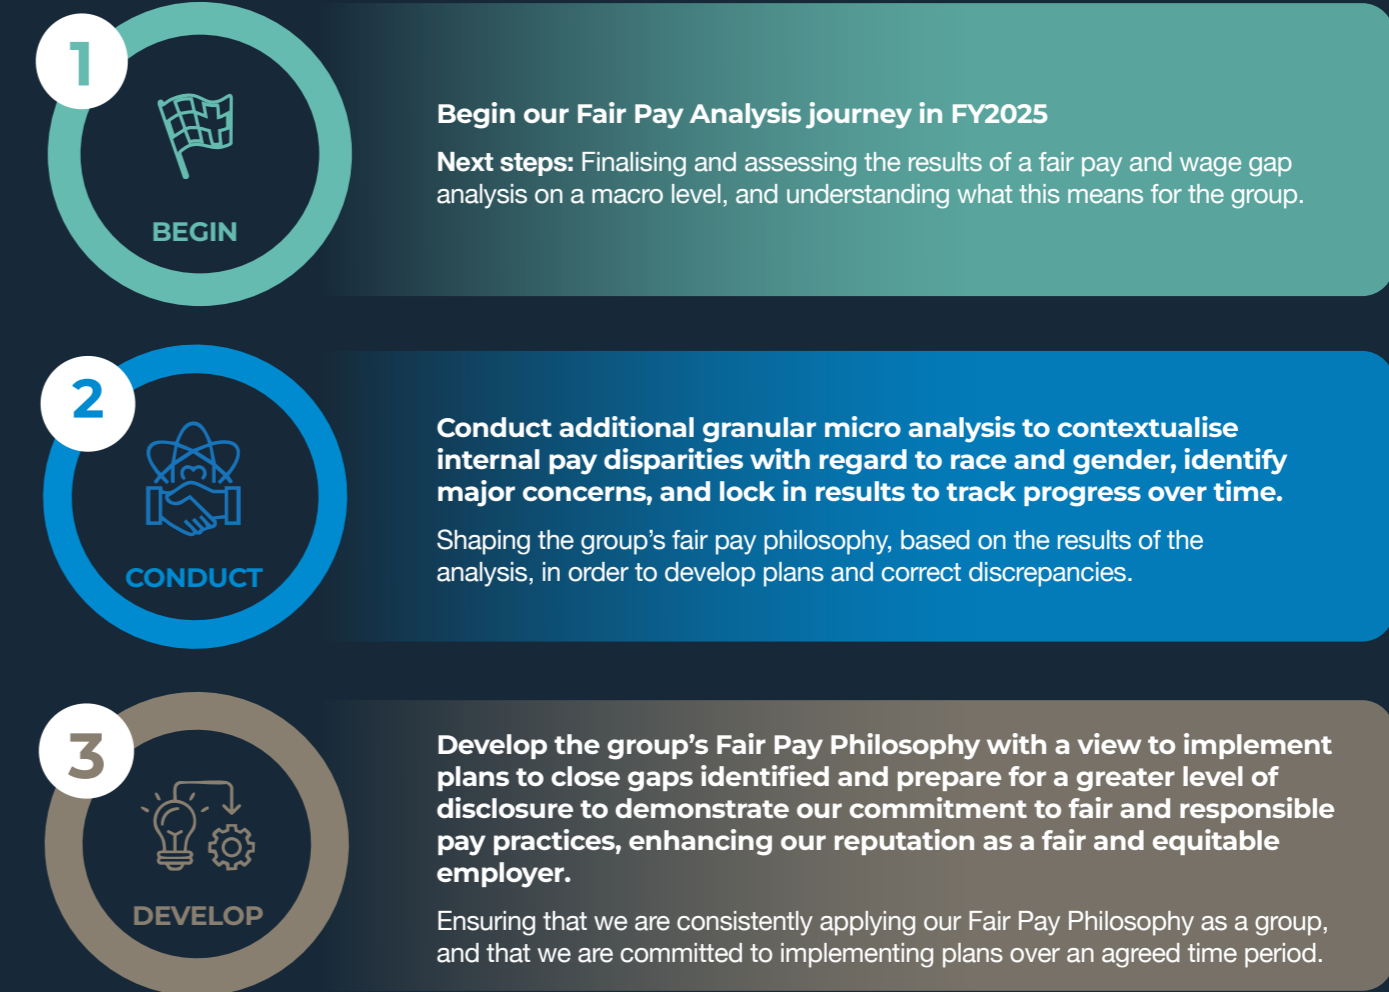 1
BEGIN
Begin our Fair Pay Analysis journey in FY2025
Next steps: Finalising and assessing the results of a fair pay and wage gap
analysis on a macro level, and understanding what this means for the group.
2
CONDUCT
Conduct additional granular micro analysis to contextualise
internal pay disparities with regard to race and gender, identify
major concerns, and lock in results to track progress over time.
Shaping the group's fair pay philosophy, based on the results of the
analysis, in order to develop plans and correct discrepancies.
3
DEVELOP
Develop the group's Fair Pay Philosophy with a view to implement
plans to close gaps identified and prepare for a greater level of
disclosure to demonstrate our commitment to fair and responsible
pay practices, enhancing our reputation as a fair and equitable
employer.
Ensuring that we are consistently applying our Fair Pay Philosophy as a group,
and that we are committed to implementing plans over an agreed time period.